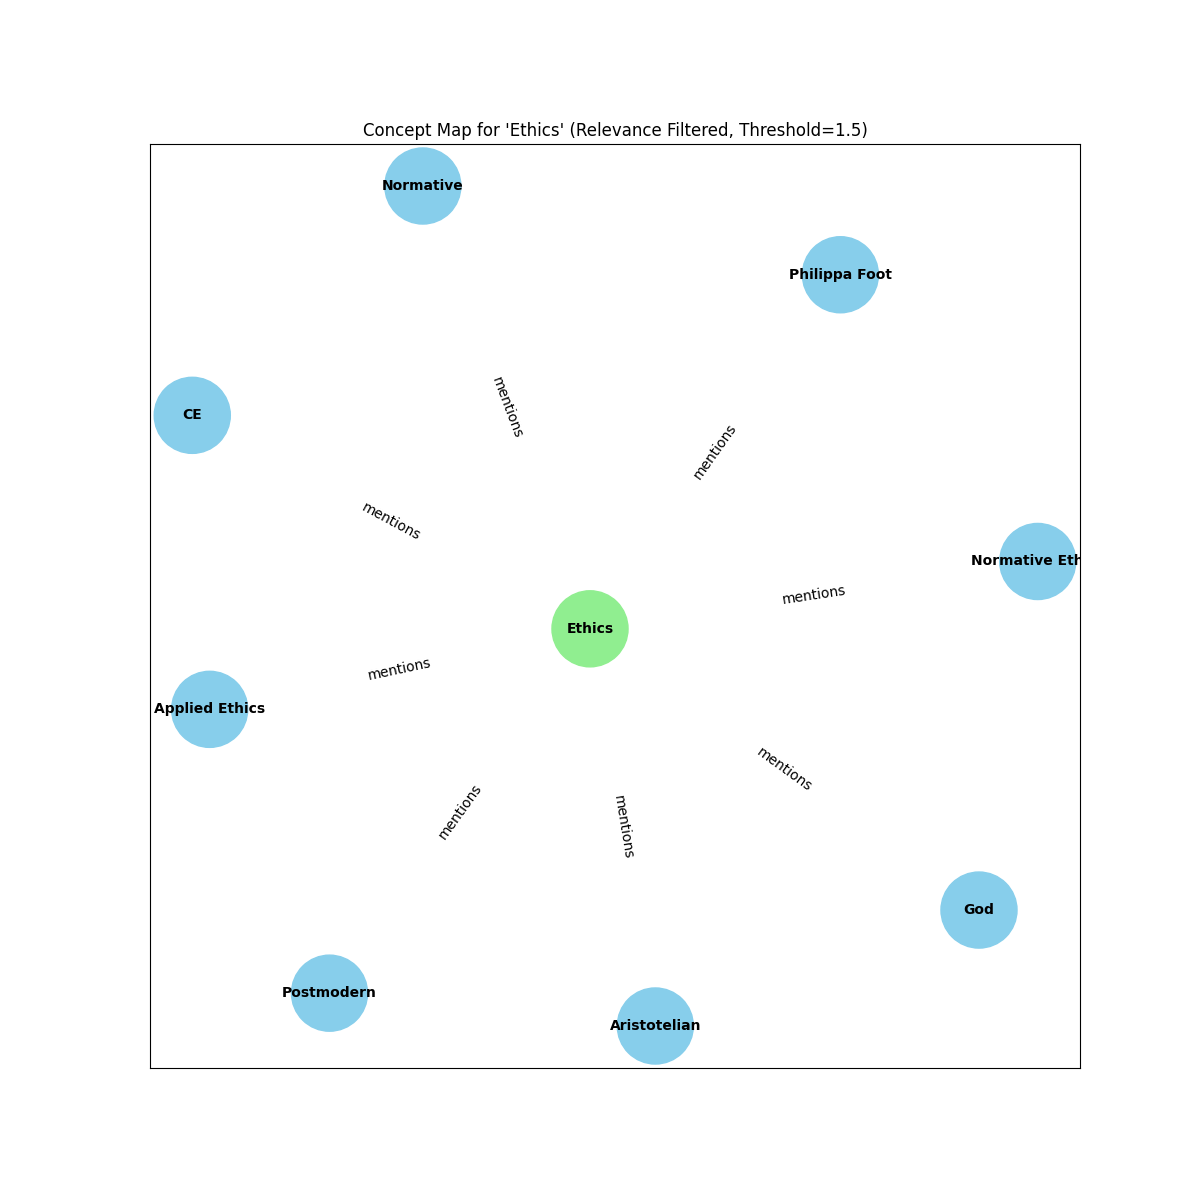 Concept Map for 'Ethics' (Relevance Filtered, Threshold=1.5)
Normative
Philippa Foot
mentions
CE
mentions
mentions
Normative Eth
mentions
Ethics
mentions
Applied Ethics
mentions
mentions
mentions
God
Postmodern
Aristotelian